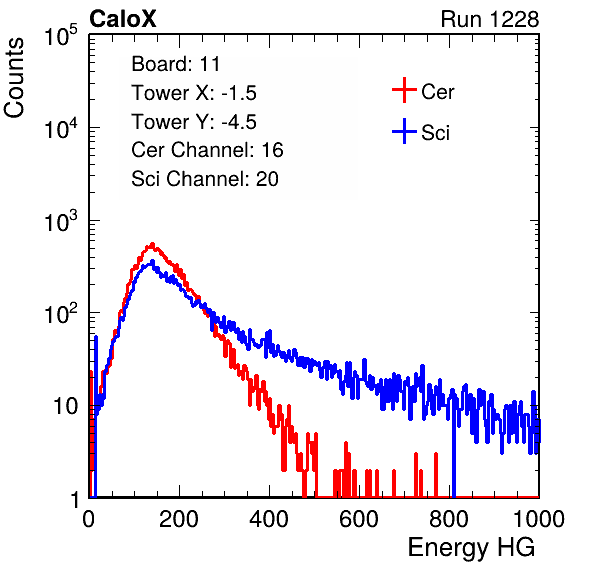 CaloX Run 1228
Counts
10^5
10^4
10^3
10^2
10
1
Board: 11
Tower X: -1.5
Tower Y: -4.5
Cer Channel: 16
Sci Channel: 20
Cer
Sci
0 200 400 600 800 1000
Energy HG